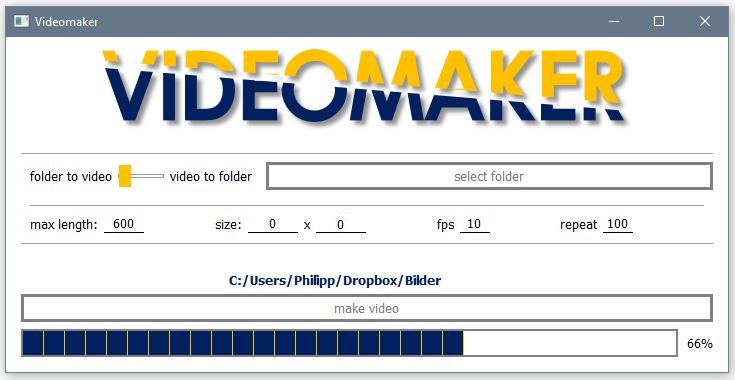 Videomaker
VIDEOMAKER
folder to video video to folder select folder
max length: 600 size: 0 x 0 fps 10 repeat 100
C:/Users/Philipp/Dropbox/Bilder
make video
66%